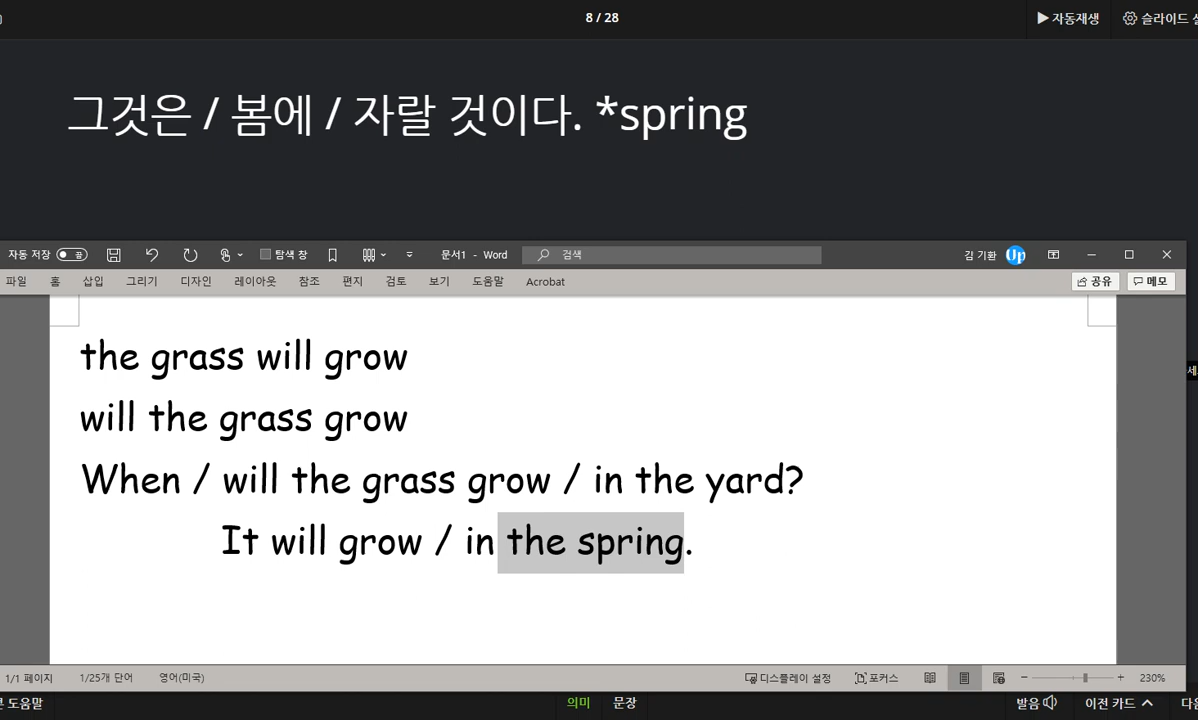 8 / 28
자동재생
슬라이드 설
그것은 / 봄에 / 자랄 것이다. *spring
자동 저장 끔 탐색 창 문서1 - Word 검색 김 기환 Up
파일 홈 삽입 그리기 디자인 레이아웃 참조 편지 검토 보기 도움말 Acrobat 공유 메모
the grass will grow
will the grass grow
When / will the grass grow / in the yard?
It will grow / in the spring.
1/1 페이지 1/25개 단어 영어(미국) 디스플레이 설정 포커스 230%
도움말 의미 문장 발음 이전 카드